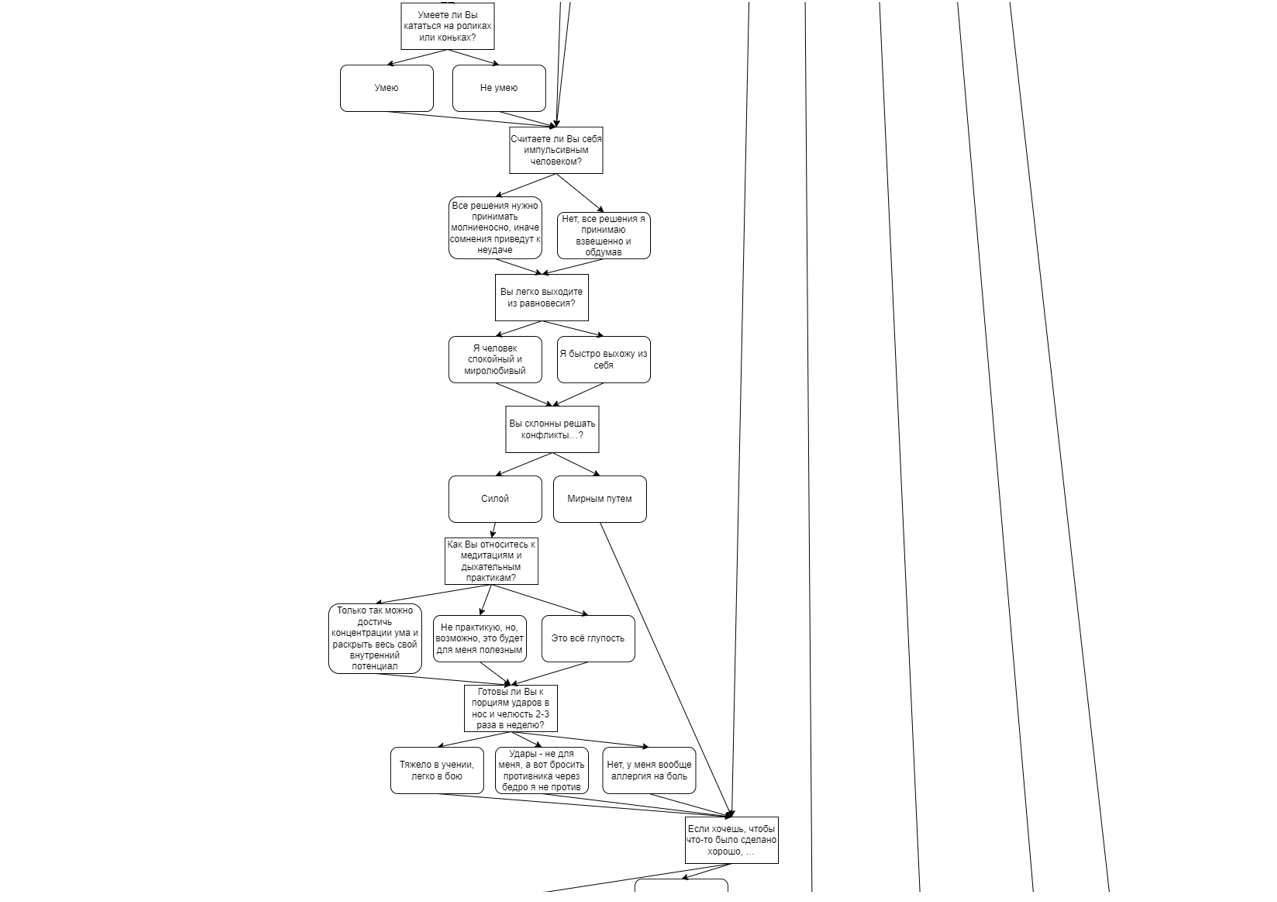 Умеете ли Вы
кататься на роликах
или коньках?
Умею
Не умею
Считаете ли Вы себя
импульсивным
человеком?
Все решения нужно
принимать
молниеносно, иначе
сомнения приведут к
неудаче
Нет, все решения я
принимаю
взвешенно и
обдумав
Вы легко выходите
из равновесия?
Я человек
спокойный и
миролюбивый
Я быстро выхожу из
себя
Вы склонны решать
конфликты...?
Силой
Мирным путем
Как Вы относитесь к
медитациям и
дыхательным
практикам?
Только так можно
достичь
концентрации ума и
раскрыть весь свой
внутренний
потенциал
Не практикую, но,
возможно, это будет
для меня полезным
Это всё глупость
Готовы ли Вы к
порциям ударов в
нос и челюсть 2-3
раза в неделю?
Тяжело в учении,
легко в бою
Удары - не для
меня, а вот бросить
противника через
бедро я не против
Нет, у меня вообще
аллергия на боль
Если хочешь, чтобы
что-то было сделано
хорошо, ...